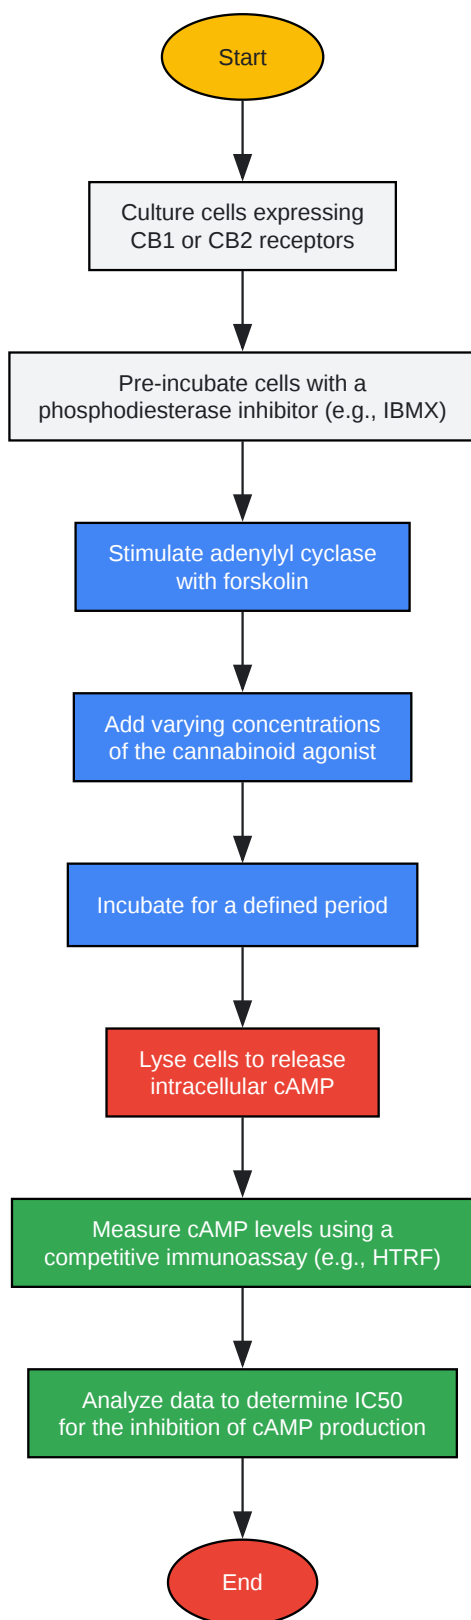 Start
Culture cells expressing
CB1 or CB2 receptors
Pre-incubate cells with a
phosphodiesterase inhibitor (e.g., IBMX)
Stimulate adenylyl cyclase
with forskolin
Add varying concentrations
of the cannabinoid agonist
Incubate for a defined period
Lyse cells to release
intracellular cAMP
Measure cAMP levels using a
competitive immunoassay (e.g., HTRF)
Analyze data to determine IC50
for the inhibition of cAMP production
End